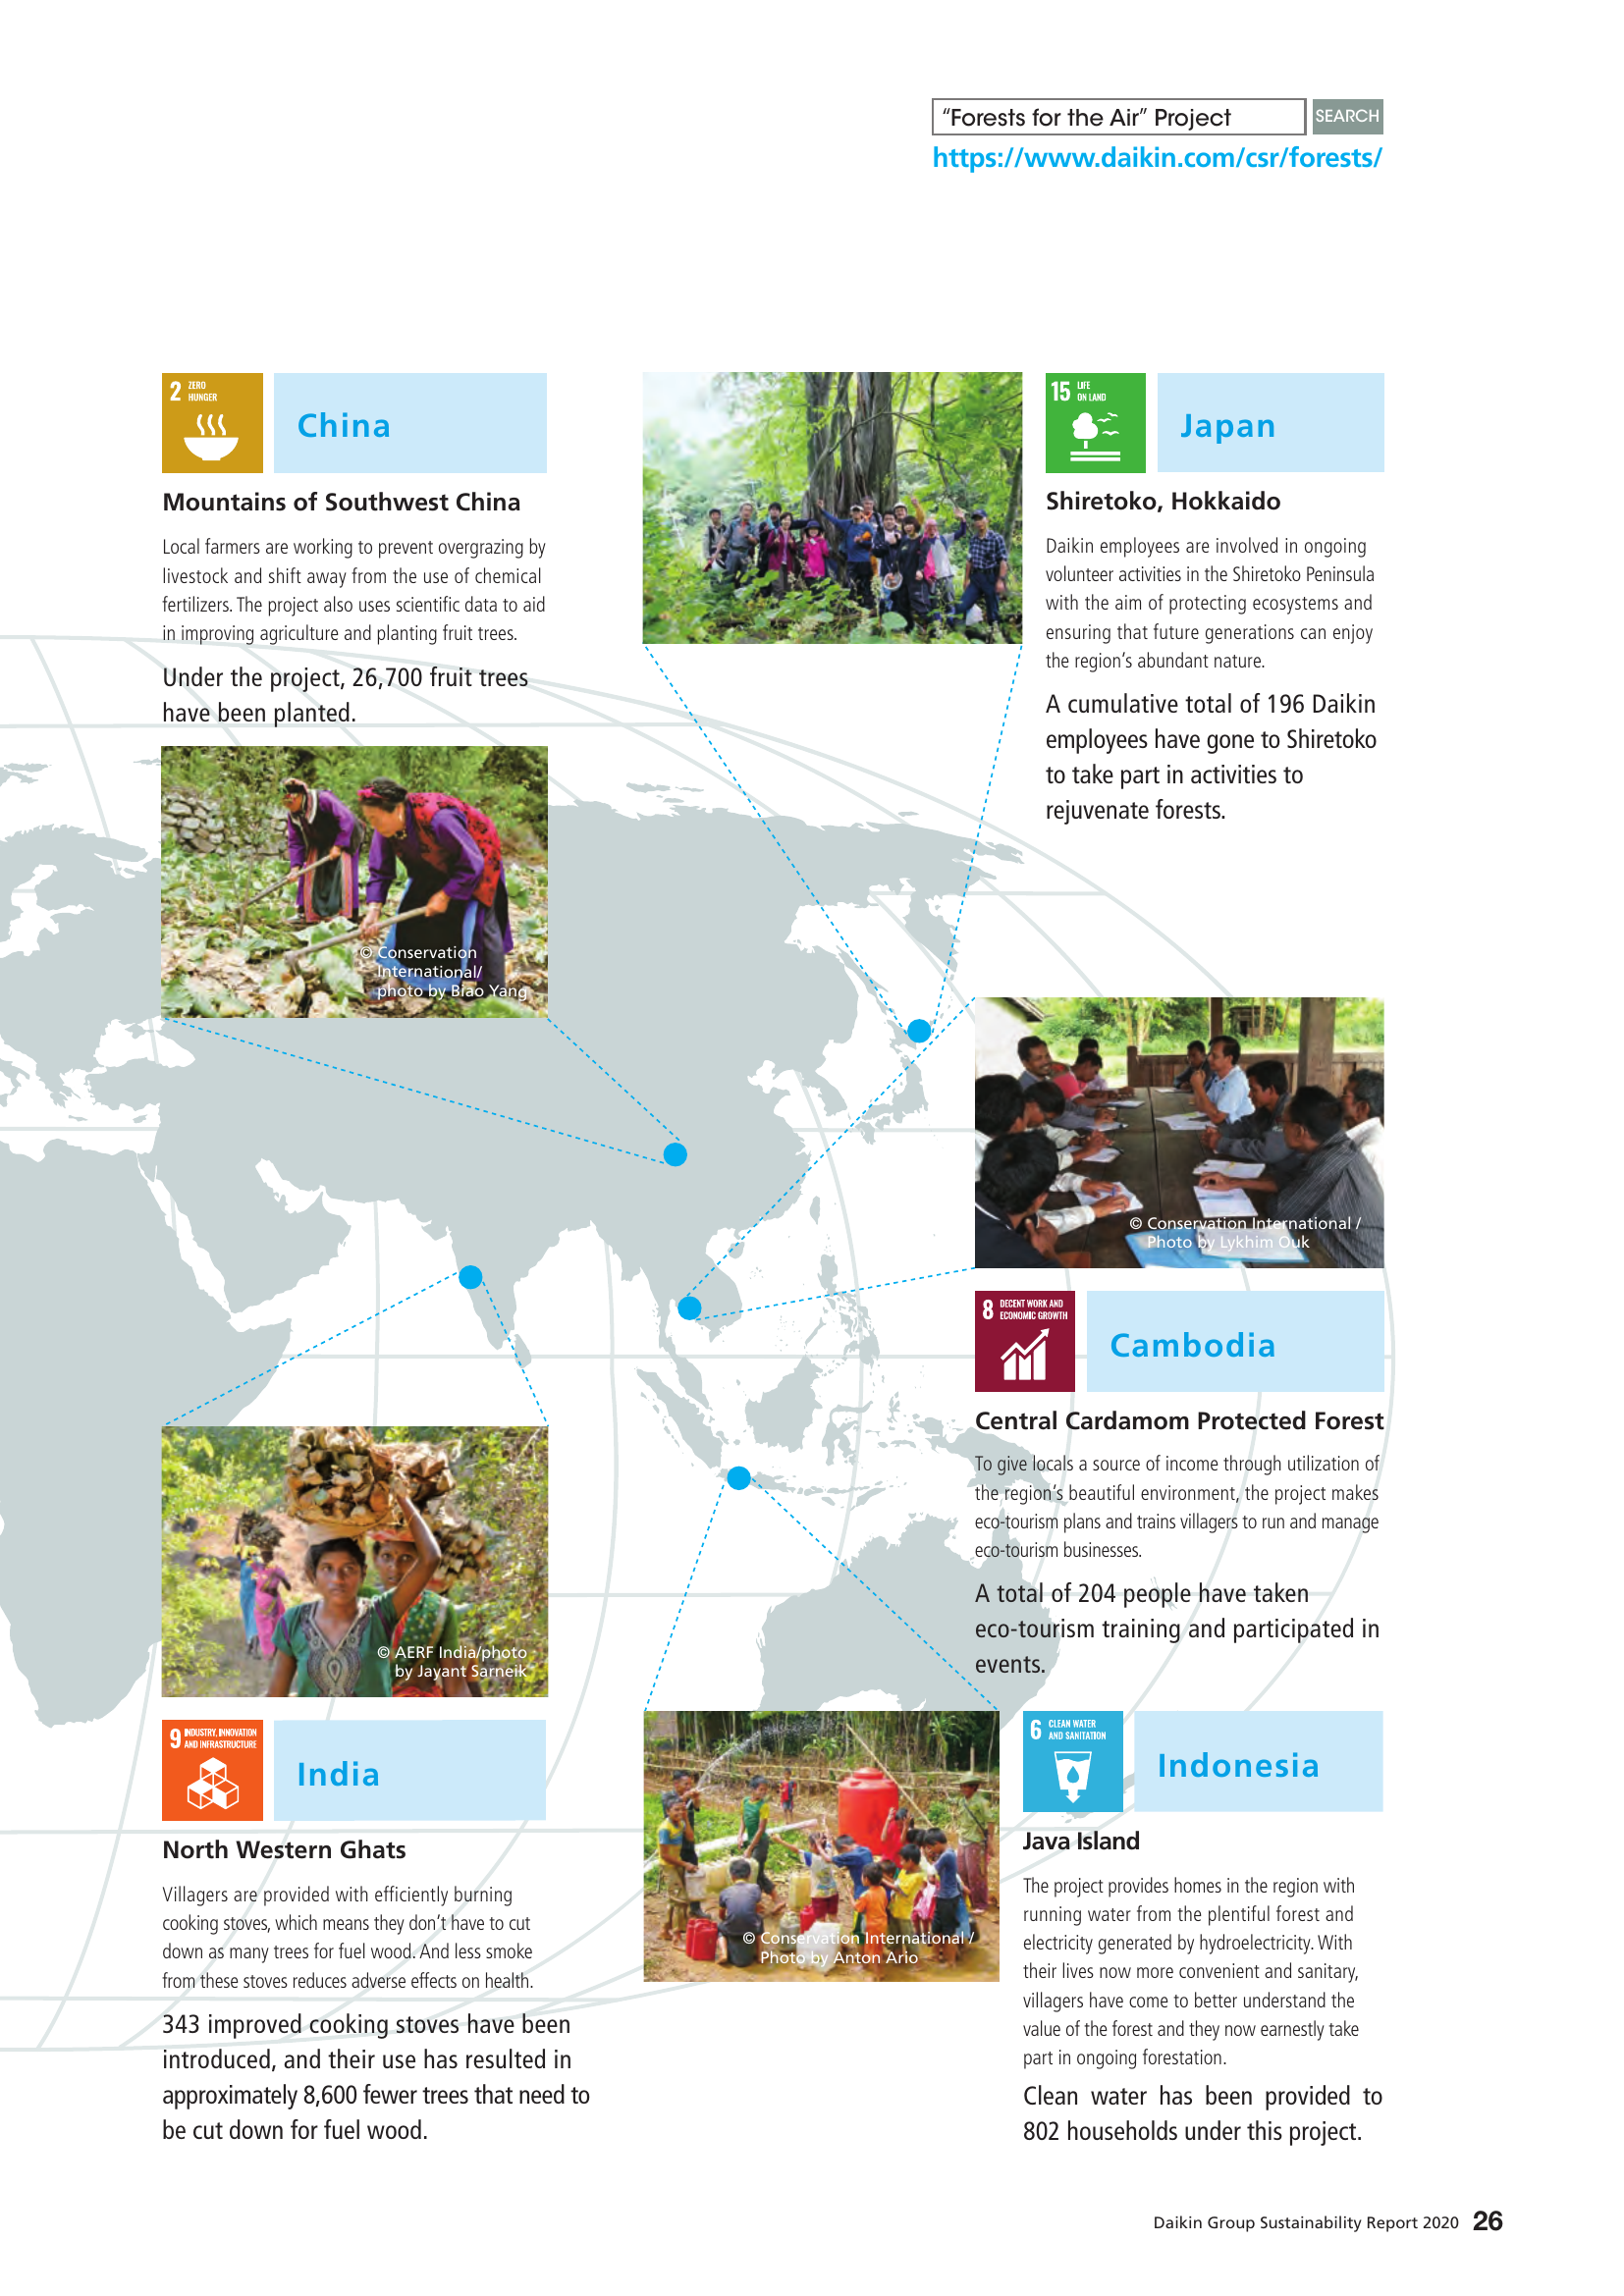 “Forests for the Air” Project
SEARCH
https://www.daikin.com/csr/forests/
2 ZERO
HUNGER
China
Mountains of Southwest China
Local farmers are working to prevent overgrazing by
livestock and shift away from the use of chemical
fertilizers. The project also uses scientific data to aid
in improving agriculture and planting fruit trees.
Under the project, 26,700 fruit trees
have been planted.
© Conservation
International/
photo by Biao Yang
15 LIFE
ON LAND
Japan
Shiretoko, Hokkaido
Daikin employees are involved in ongoing
volunteer activities in the Shiretoko Peninsula
with the aim of protecting ecosystems and
ensuring that future generations can enjoy
the region’s abundant nature.
A cumulative total of 196 Daikin
employees have gone to Shiretoko
to take part in activities to
rejuvenate forests.
© Conservation International /
Photo by Lykhim Ouk
8 DECENT WORK AND
ECONOMIC GROWTH
Cambodia
Central Cardamom Protected Forest
To give locals a source of income through utilization of
the region’s beautiful environment, the project makes
eco-tourism plans and trains villagers to run and manage
eco-tourism businesses.
A total of 204 people have taken
eco-tourism training and participated in
events.
© AERF India/photo
by Jayant Sarneik
9 INDUSTRY, INNOVATION
AND INFRASTRUCTURE
India
North Western Ghats
Villagers are provided with efficiently burning
cooking stoves, which means they don’t have to cut
down as many trees for fuel wood. And less smoke
from these stoves reduces adverse effects on health.
343 improved cooking stoves have been
introduced, and their use has resulted in
approximately 8,600 fewer trees that need to
be cut down for fuel wood.
© Conservation International /
Photo by Anton Ario
6 CLEAN WATER
AND SANITATION
Indonesia
Java Island
The project provides homes in the region with
running water from the plentiful forest and
electricity generated by hydroelectricity. With
their lives now more convenient and sanitary,
villagers have come to better understand the
value of the forest and they now earnestly take
part in ongoing forestation.
Clean water has been provided to
802 households under this project.
Daikin Group Sustainability Report 2020 26